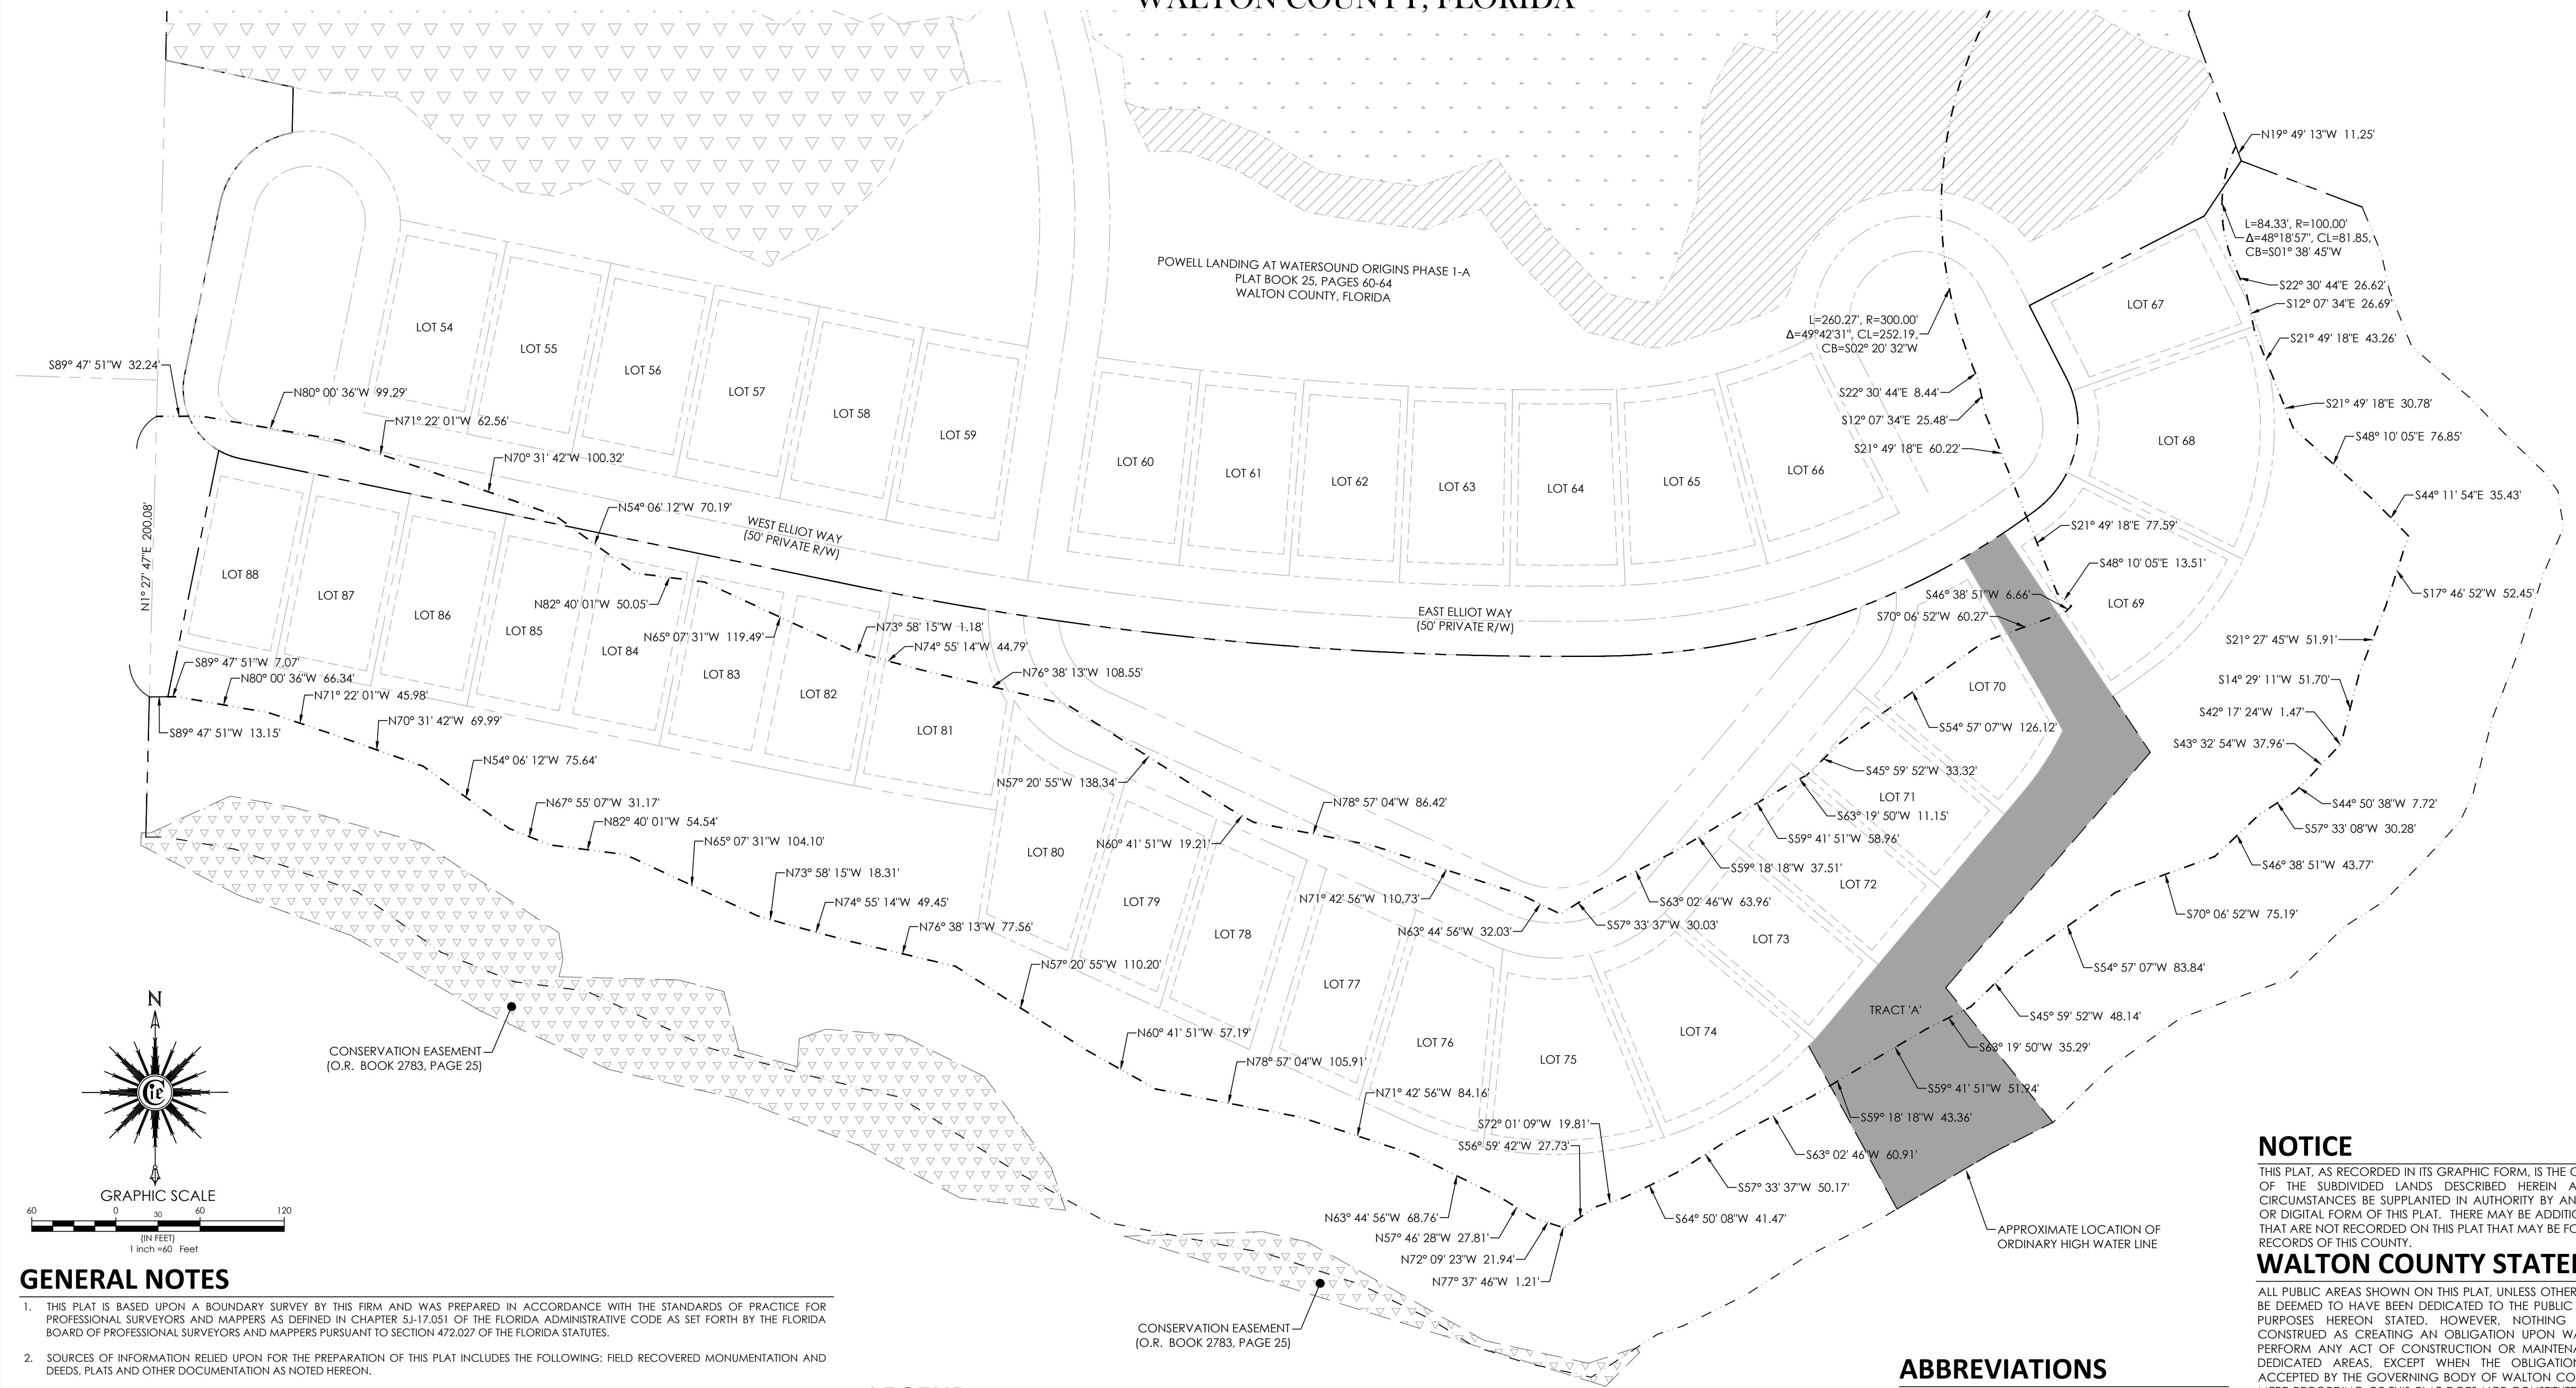 WALTON COUNTY, FLORIDA
N19° 49' 13"W 11.25'
L=84.33', R=100.00'
Δ=48°18'57", CL=81.85,
CB=S01° 38' 45"W
S22° 30' 44"E 26.62'
S12° 07' 34"E 26.69'
S21° 49' 18"E 43.26'
S21° 49' 18"E 30.78'
S48° 10' 05"E 76.85'
S44° 11' 54"E 35.43'
S17° 46' 52"W 52.45'
S21° 27' 45"W 51.91'
S14° 29' 11"W 51.70'
S42° 17' 24"W 1.47'
S43° 32' 54"W 37.96'
S44° 50' 38"W 7.72'
S57° 33' 08"W 30.28'
S46° 38' 51"W 43.77'
S70° 06' 52"W 75.19'
S54° 57' 07"W 83.84'
S45° 59' 52"W 48.14'
S63° 19' 50"W 35.29'
S59° 41' 51"W 51.94'
S59° 18' 18"W 43.36'
S63° 02' 46"W 60.91'
S57° 33' 37"W 50.17'
S64° 50' 08"W 41.47'
S72° 01' 09"W 19.81'
S56° 59' 42"W 27.73'
N77° 37' 46"W 1.21'
N72° 09' 23"W 21.94'
N57° 46' 28"W 27.81'
N63° 44' 56"W 68.76'
N71° 42' 56"W 84.16'
N78° 57' 04"W 105.91'
N60° 41' 51"W 57.19'
N57° 20' 55"W 110.20'
N76° 38' 13"W 77.56'
N74° 55' 14"W 49.45'
N73° 58' 15"W 18.31'
N65° 07' 31"W 104.10'
N82° 40' 01"W 54.54'
N67° 55' 07"W 31.17'
N54° 06' 12"W 75.64'
N70° 31' 42"W 69.99'
N71° 22' 01"W 45.98'
N80° 00' 36"W 66.34'
S89° 47' 51"W 7.07'
S89° 47' 51"W 13.15'
N1° 27' 47"E 200.08'
S89° 47' 51"W 32.24'
N80° 00' 36"W 99.29'
N71° 22' 01"W 62.56'
N70° 31' 42"W 100.32'
N54° 06' 12"W 70.19'
N82° 40' 01"W 50.05'
N65° 07' 31"W 119.49'
N73° 58' 15"W 1.18'
N74° 55' 14"W 44.79'
N76° 38' 13"W 108.55'
N57° 20' 55"W 138.34'
N60° 41' 51"W 19.21'
N78° 57' 04"W 86.42'
N71° 42' 56"W 110.73'
N63° 44' 56"W 32.03'
S57° 33' 37"W 30.03'
S63° 02' 46"W 63.96'
S59° 18' 18"W 37.51'
S59° 41' 51"W 58.96'
S63° 19' 50"W 11.15'
S45° 59' 52"W 33.32'
S54° 57' 07"W 126.12'
S70° 06' 52"W 60.27'
S46° 38' 51"W 6.66'
S48° 10' 05"E 13.51'
S21° 49' 18"E 77.59'
S21° 49' 18"E 60.22'
S12° 07' 34"E 25.48'
S22° 30' 44"E 8.44'
L=260.27', R=300.00'
Δ=49°42'31", CL=252.19,
CB=S02° 20' 32"W
POWELL LANDING AT WATERSOUND ORIGINS PHASE 1-A
PLAT BOOK 25, PAGES 60-64
WALTON COUNTY, FLORIDA
LOT 54
LOT 55
LOT 56
LOT 57
LOT 58
LOT 59
LOT 60
LOT 61
LOT 62
LOT 63
LOT 64
LOT 65
LOT 66
LOT 67
LOT 68
LOT 69
LOT 70
LOT 71
LOT 72
LOT 73
LOT 74
LOT 75
LOT 76
LOT 77
LOT 78
LOT 79
LOT 80
LOT 81
LOT 82
LOT 83
LOT 84
LOT 85
LOT 86
LOT 87
LOT 88
WEST ELLIOT WAY
(50' PRIVATE R/W)
EAST ELLIOT WAY
(50' PRIVATE R/W)
TRACT 'A'
APPROXIMATE LOCATION OF
ORDINARY HIGH WATER LINE
CONSERVATION EASEMENT
(O.R. BOOK 2783, PAGE 25)
CONSERVATION EASEMENT
(O.R. BOOK 2783, PAGE 25)
N
GRAPHIC SCALE
60 0 30 60 120
(IN FEET)
1 inch =60 Feet
GENERAL NOTES
1. THIS PLAT IS BASED UPON A BOUNDARY SURVEY BY THIS FIRM AND WAS PREPARED IN ACCORDANCE WITH THE STANDARDS OF PRACTICE FOR
PROFESSIONAL SURVEYORS AND MAPPERS AS DEFINED IN CHAPTER 5J-17.051 OF THE FLORIDA ADMINISTRATIVE CODE AS SET FORTH BY THE FLORIDA
BOARD OF PROFESSIONAL SURVEYORS AND MAPPERS PURSUANT TO SECTION 472.027 OF THE FLORIDA STATUTES.
2. SOURCES OF INFORMATION RELIED UPON FOR THE PREPARATION OF THIS PLAT INCLUDES THE FOLLOWING: FIELD RECOVERED MONUMENTATION AND
DEEDS, PLATS AND OTHER DOCUMENTATION AS NOTED HEREON.
ABBREVIATIONS
NOTICE
THIS PLAT, AS RECORDED IN ITS GRAPHIC FORM, IS THE
OF THE SUBDIVIDED LANDS DESCRIBED HEREIN
CIRCUMSTANCES BE SUPPLANTED IN AUTHORITY BY
OR DIGITAL FORM OF THIS PLAT. THERE MAY BE
THAT ARE NOT RECORDED ON THIS PLAT THAT MAY BE
RECORDS OF THIS COUNTY.
WALTON COUNTY
ALL PUBLIC AREAS SHOWN ON THIS PLAT, UNLESS
BE DEEMED TO HAVE BEEN DEDICATED TO THE PUBLIC
PURPOSES HEREON STATED. HOWEVER, NOTHING
CONSTRUED AS CREATING AN OBLIGATION UPON
PERFORM ANY ACT OF CONSTRUCTION OR
DEDICATED AREAS, EXCEPT WHEN THE
ACCEPTED BY THE GOVERNING BODY OF WALTON